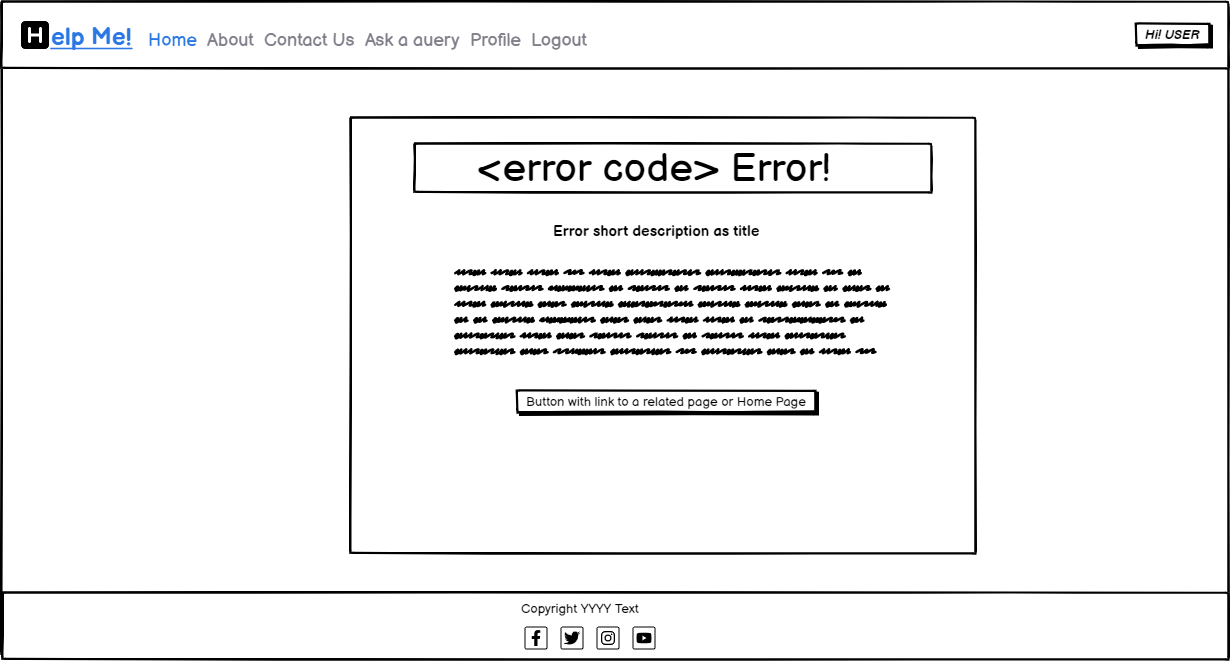 Help Me! Home About Contact Us Ask a auery Profile Logout Hi! USER
<error code> Error!
Error short description as title
Button with link to a related page or Home Page
Copyright YYYY Text